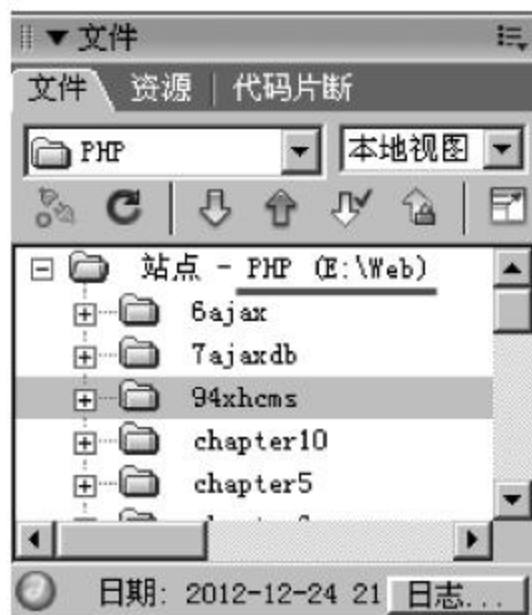 文件
文件 资源 代码片断
PHP 本地视图
站点 - PHP (E:\Web)
6ajax
7ajaxdb
94xhcms
chapter10
chapter5
日期: 2012-12-24 21 日志...